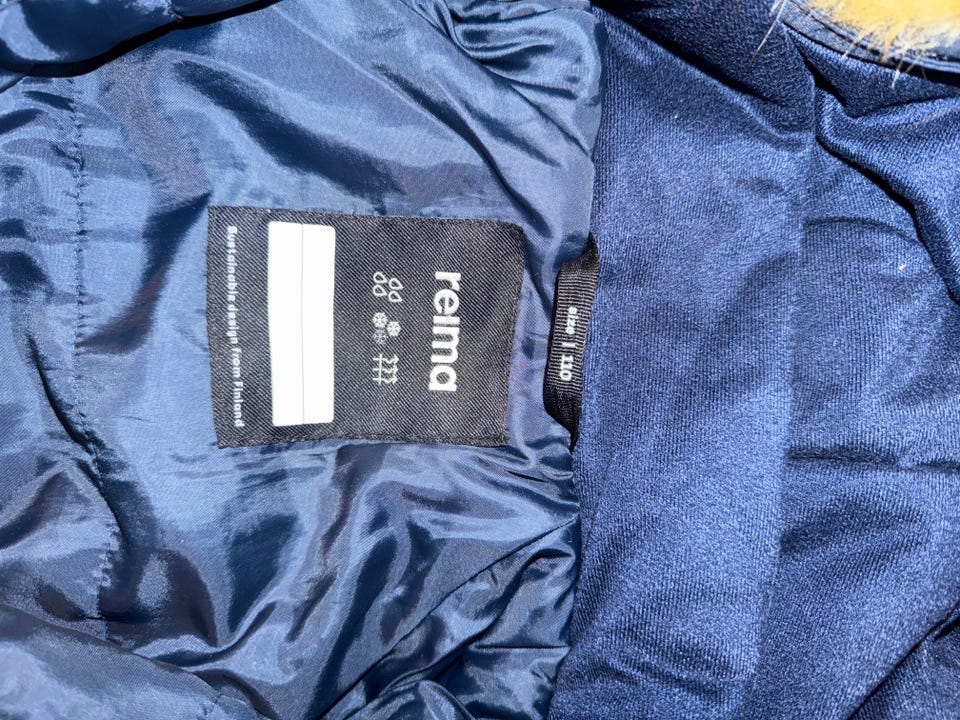 reima
Sustainable design from Finland
size | 110